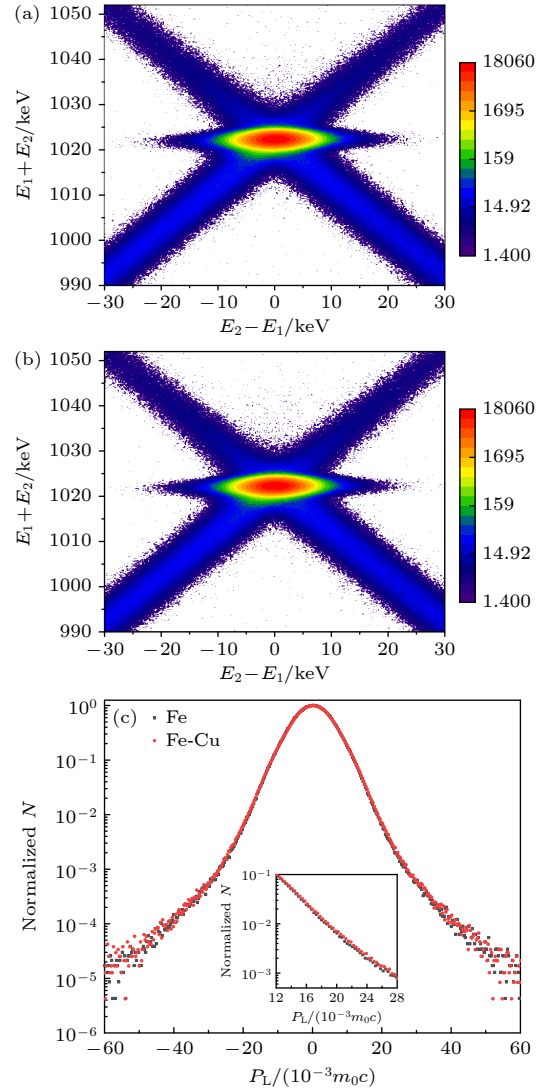 (a)
1050
1040
1030
1020
1010
1000
990
E₁+E₂/keV
−30 −20 −10 0 10 20 30
E₂−E₁/keV
18060
1695
159
14.92
1.400
(b)
1050
1040
1030
1020
1010
1000
990
E₁+E₂/keV
−30 −20 −10 0 10 20 30
E₂−E₁/keV
18060
1695
159
14.92
1.400
(c)
Fe
Fe-Cu
10⁰
10⁻¹
10⁻²
10⁻³
10⁻⁴
10⁻⁵
10⁻⁶
Normalized N
−60 −40 −20 0 20 40 60
P_L/(10⁻³m₀c)
10⁻¹
10⁻²
10⁻³
Normalized N
12 16 20 24 28
P_L/(10⁻³m₀c)